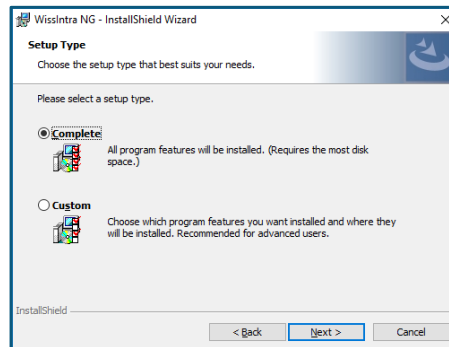 WissIntra NG - InstallShield Wizard
Setup Type
Choose the setup type that best suits your needs.
Please select a setup type.
Complete
All program features will be installed. (Requires the most disk
space.)
Custom
Choose which program features you want installed and where they
will be installed. Recommended for advanced users.
InstallShield
< Back
Next >
Cancel